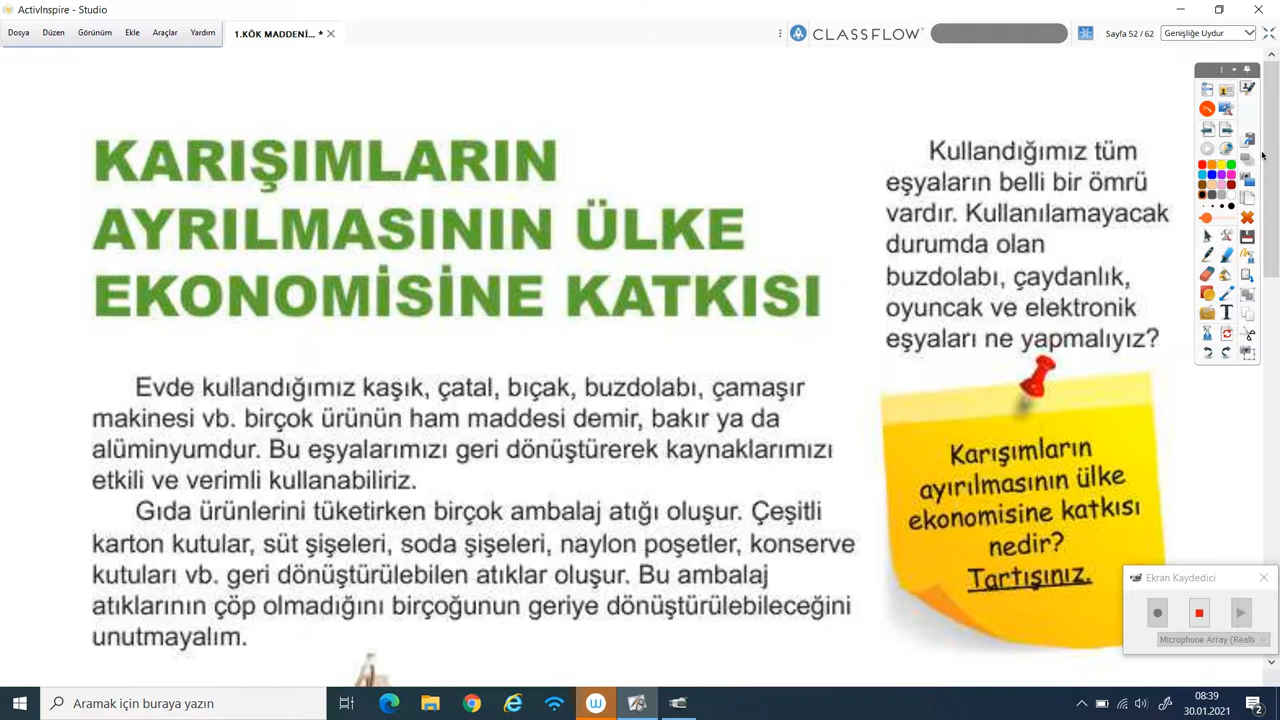 ActivInspire - Studio
Dosya Düzen Görünüm Ekle Araçlar Yardım
1.KÖK MADDENİ... *
CLASSFLOW
Sayfa 52 / 62
Genişliğe Uydur
KARIŞIMLARIN
AYRILMASININ ÜLKE
EKONOMİSİNE KATKISI
Evde kullandığımız kaşık, çatal, bıçak, buzdolabı, çamaşır
makinesi vb. birçok ürünün ham maddesi demir, bakır ya da
alüminyumdur. Bu eşyalarımızı geri dönüştürerek kaynaklarımızı
etkili ve verimli kullanabiliriz.
Gıda ürünlerini tüketirken birçok ambalaj atığı oluşur. Çeşitli
karton kutular, süt şişeleri, soda şişeleri, naylon poşetler, konserve
kutuları vb. geri dönüştürülebilen atıklar oluşur. Bu ambalaj
atıklarının çöp olmadığını birçoğunun geriye dönüştürülebileceğini
unutmayalım.
Kullandığımız tüm
eşyaların belli bir ömrü
vardır. Kullanılamayacak
durumda olan
buzdolabı, çaydanlık,
oyuncak ve elektronik
eşyaları ne yapmalıyız?
Karışımların
ayırılmasının ülke
ekonomisine katkısı
nedir?
Tartışınız.
Ekran Kaydedici
Microphone Array (Realte
Aramak için buraya yazın
08:39
30.01.2021
2